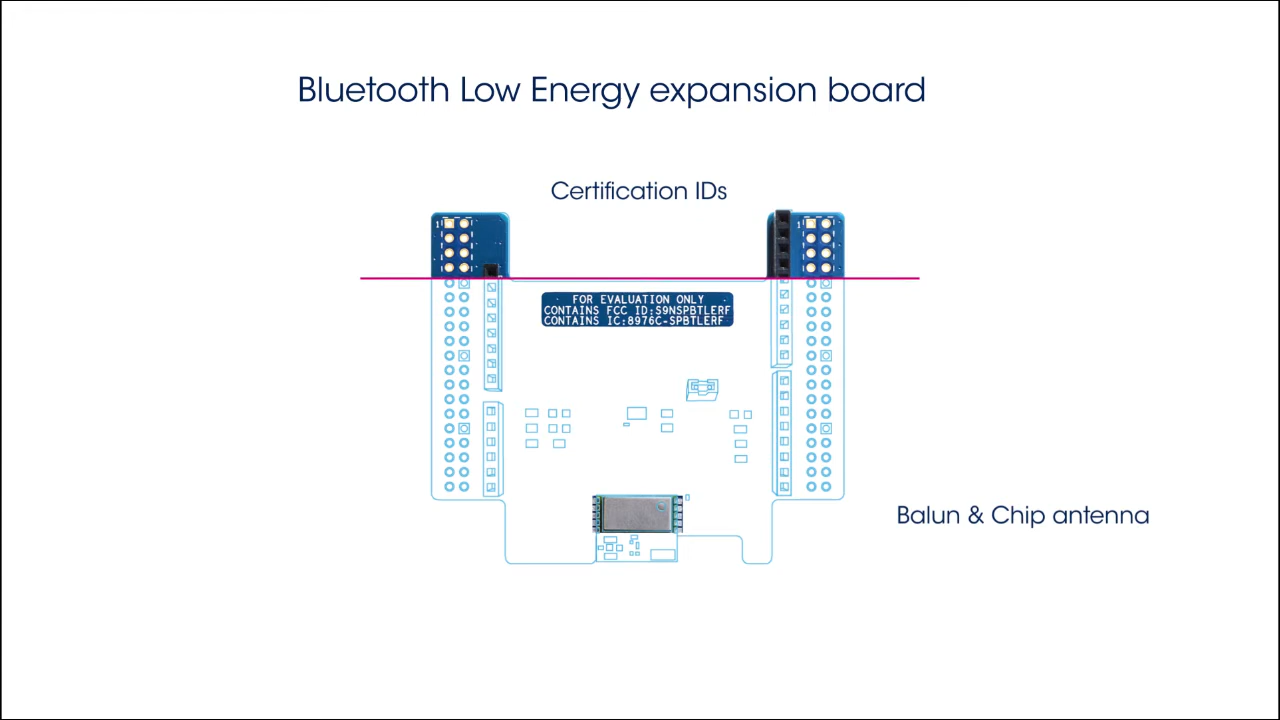 Bluetooth Low Energy expansion board
Certification IDs
FOR EVALUATION ONLY
CONTAINS FCC ID:S9NSPBTLERF
CONTAINS IC:8976C-SPBTLERF
Balun & Chip antenna